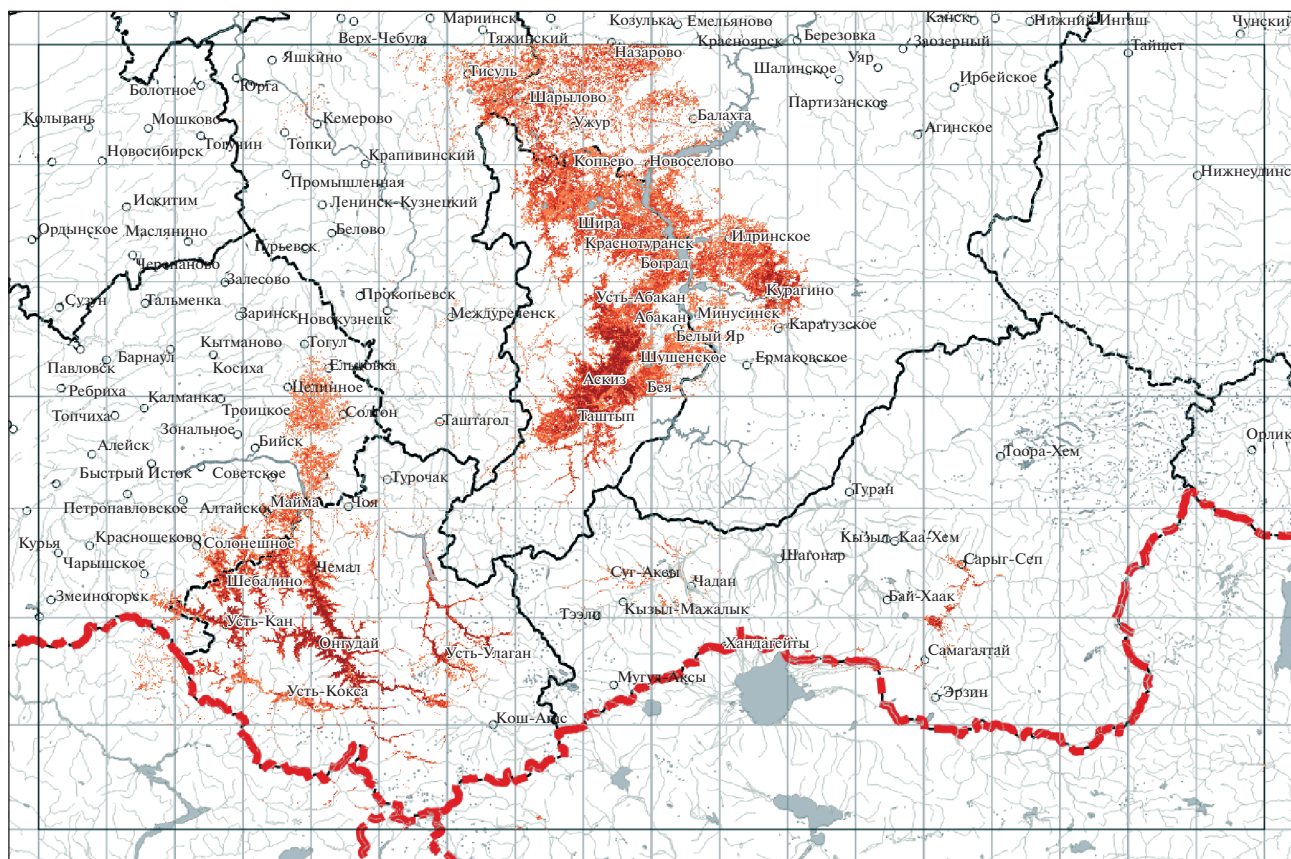 Мариинск
Козулька
Емельяново
Канск
Нижний Ингаш
Чунский
Верх-Чебула
Тяжинский
Красноярск
Березовка
Заозерный
Тайшет
Яшкино
Назарово
Шалинское
Уяр
Тисуль
Ирбейское
Болотное
Юрга
Шарыпово
Партизанское
Колывань
Мошково
Кемерово
Ужур
Балахта
Агинское
Тогучин
Топки
Новосибирск
Крапивинский
Копьево
Новоселово
Нижнеудинск
Промышленная
Искитим
Ленинск-Кузнецкий
Шира
Ордынское
Маслянино
Белово
Краснотуранск
Идринское
Гурьевск
Черепаново
Боград
Залесово
Сузун
Тальменка
Прокопьевск
Усть-Абакан
Курагино
Заринск
Новокузнецк
Междуреченск
Абакан
Минусинск
Каратузское
Белый Яр
Барнаул
Кытманово
Тогул
Павловск
Косиха
Ельцовка
Шушенское
Ермаковское
Ребриха
Целинное
Аскиз
Бея
Калманка
Топчиха
Троицкое
Солтон
Таштагол
Таштып
Зональное
Алейск
Бийск
Орлик
Быстрый Исток
Советское
Турочак
Тоора-Хем
Туран
Петропавловское
Алтайское
Майма
Чоя
Курья
Краснощеково
Солонешное
Кызыл
Каа-Хем
Чарышское
Чемал
Шагонар
Сарыг-Сеп
Шебалино
Суг-Аксы
Чадан
Змеиногорск
Бай-Хаак
Усть-Кан
Тээли
Кызыл-Мажалык
Онгудай
Хандагейты
Усть-Улаган
Самагалтай
Усть-Кокса
Мугур-Аксы
Эрзин
Кош-Агас